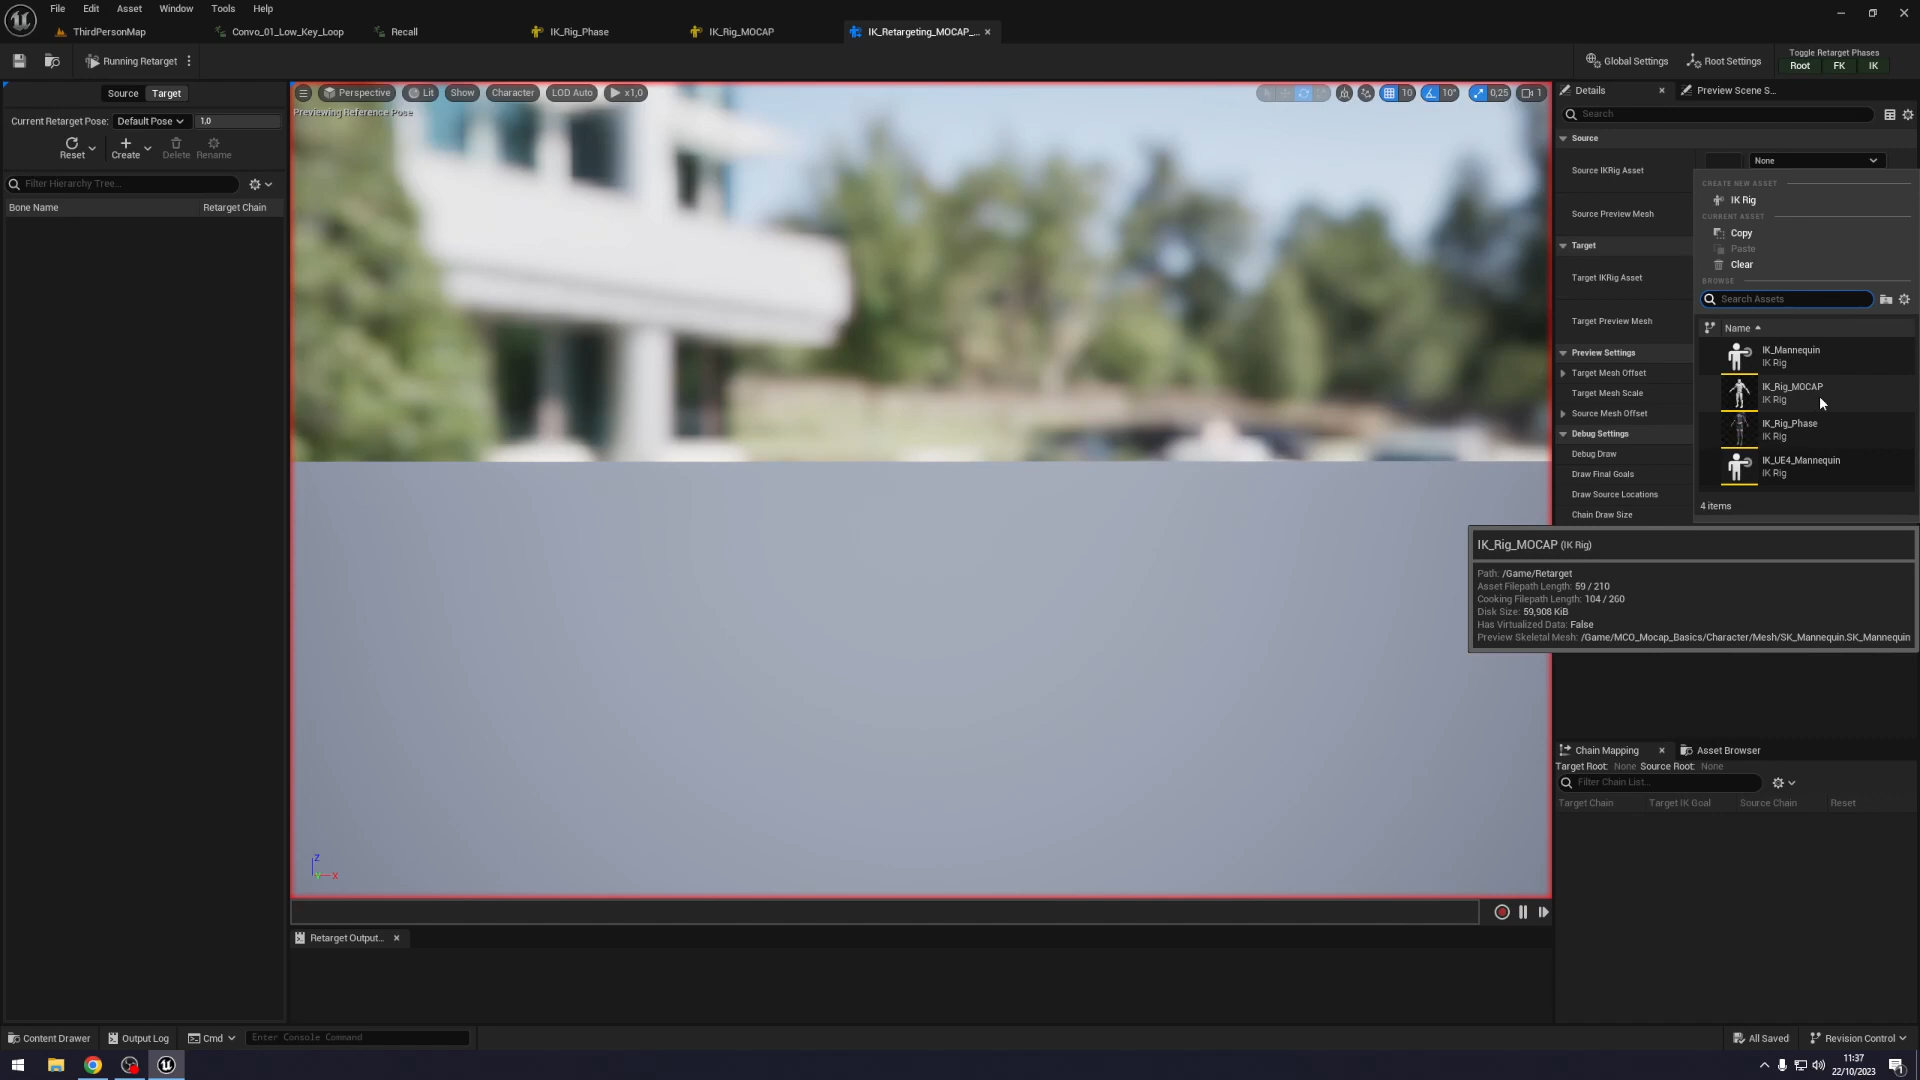 File Edit Asset Window Tools Help
ThirdPersonMap Convo_01_Low_Key_Loop Recall IK_Rig_Phase IK_Rig_MOCAP IK_Retargeting_MOCAP_...
Running Retarget Global Settings Root Settings
Toggle Retarget Phases
Root FK IK
Source Target
Current Retarget Pose: Default Pose 1,0
Reset Create Delete Rename
Filter Hierarchy Tree...
Bone Name Retarget Chain
Perspective Lit Show Character LOD Auto x1,0 10 10° 0,25 1
Previewing Reference Pose
Z
Y X
Retarget Output...
Details Preview Scene S...
Search
Source
Source IKRig Asset None
Source Preview Mesh
Target
Target IKRig Asset
Target Preview Mesh
Preview Settings
Target Mesh Offset
Target Mesh Scale
Source Mesh Offset
Debug Settings
Debug Draw
Draw Final Goals
Draw Source Locations
Chain Draw Size
CREATE NEW ASSET
IK Rig
CURRENT ASSET
Copy
Paste
Clear
BROWSE
Search Assets
Name
IK_Mannequin
IK Rig
IK_Rig_MOCAP
IK Rig
IK_Rig_Phase
IK Rig
IK_UE4_Mannequin
IK Rig
4 items
IK_Rig_MOCAP (IK Rig)
Path: /Game/Retarget
Asset Filepath Length: 59 / 210
Cooking Filepath Length: 104 / 260
Disk Size: 59,908 KiB
Has Virtualized Data: False
Preview Skeletal Mesh: /Game/MCO_Mocap_Basics/Character/Mesh/SK_Mannequin.SK_Mannequin
Chain Mapping Asset Browser
Target Root: None Source Root: None
Filter Chain List...
Target Chain Target IK Goal Source Chain Reset
Content Drawer Output Log Cmd Enter Console Command All Saved Revision Control
11:37
22/10/2023
1